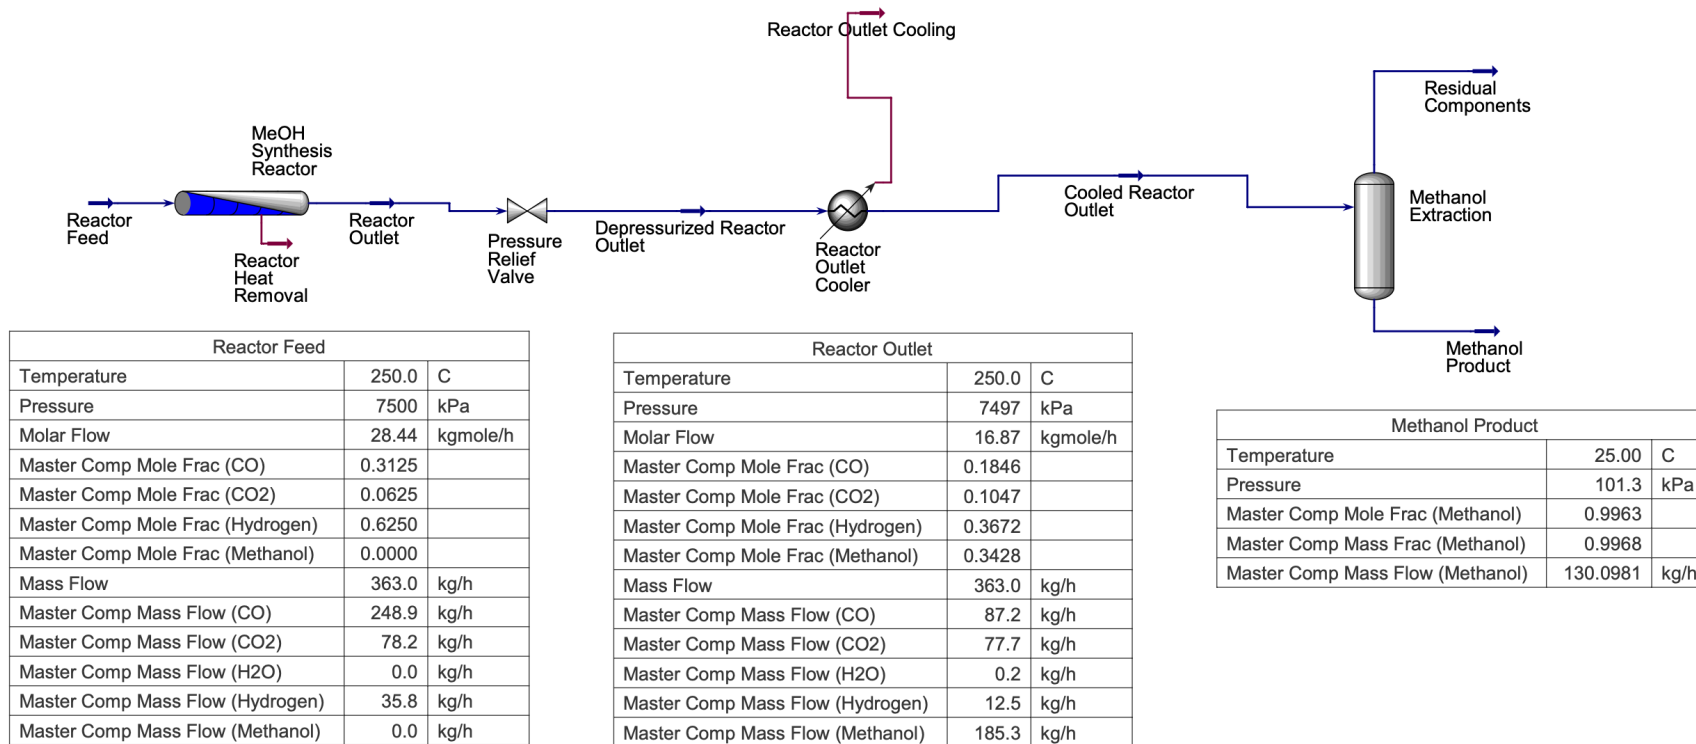 Reactor Outlet Cooling
Residual
Components
MeOH
Synthesis
Reactor
Cooled Reactor
Outlet
Methanol
Extraction
Reactor
Feed
Reactor
Outlet
Depressurized Reactor
Outlet
Pressure
Relief
Valve
Reactor
Outlet
Cooler
Reactor
Heat
Removal
Methanol
Product
Reactor Feed
Temperature 250.0 C
Pressure 7500 kPa
Molar Flow 28.44 kgmole/h
Master Comp Mole Frac (CO) 0.3125
Master Comp Mole Frac (CO2) 0.0625
Master Comp Mole Frac (Hydrogen) 0.6250
Master Comp Mole Frac (Methanol) 0.0000
Mass Flow 363.0 kg/h
Master Comp Mass Flow (CO) 248.9 kg/h
Master Comp Mass Flow (CO2) 78.2 kg/h
Master Comp Mass Flow (H2O) 0.0 kg/h
Master Comp Mass Flow (Hydrogen) 35.8 kg/h
Master Comp Mass Flow (Methanol) 0.0 kg/h
Reactor Outlet
Temperature 250.0 C
Pressure 7497 kPa
Molar Flow 16.87 kgmole/h
Master Comp Mole Frac (CO) 0.1846
Master Comp Mole Frac (CO2) 0.1047
Master Comp Mole Frac (Hydrogen) 0.3672
Master Comp Mole Frac (Methanol) 0.3428
Mass Flow 363.0 kg/h
Master Comp Mass Flow (CO) 87.2 kg/h
Master Comp Mass Flow (CO2) 77.7 kg/h
Master Comp Mass Flow (H2O) 0.2 kg/h
Master Comp Mass Flow (Hydrogen) 12.5 kg/h
Master Comp Mass Flow (Methanol) 185.3 kg/h
Methanol Product
Temperature 25.00 C
Pressure 101.3 kPa
Master Comp Mole Frac (Methanol) 0.9963
Master Comp Mass Frac (Methanol) 0.9968
Master Comp Mass Flow (Methanol) 130.0981 kg/h